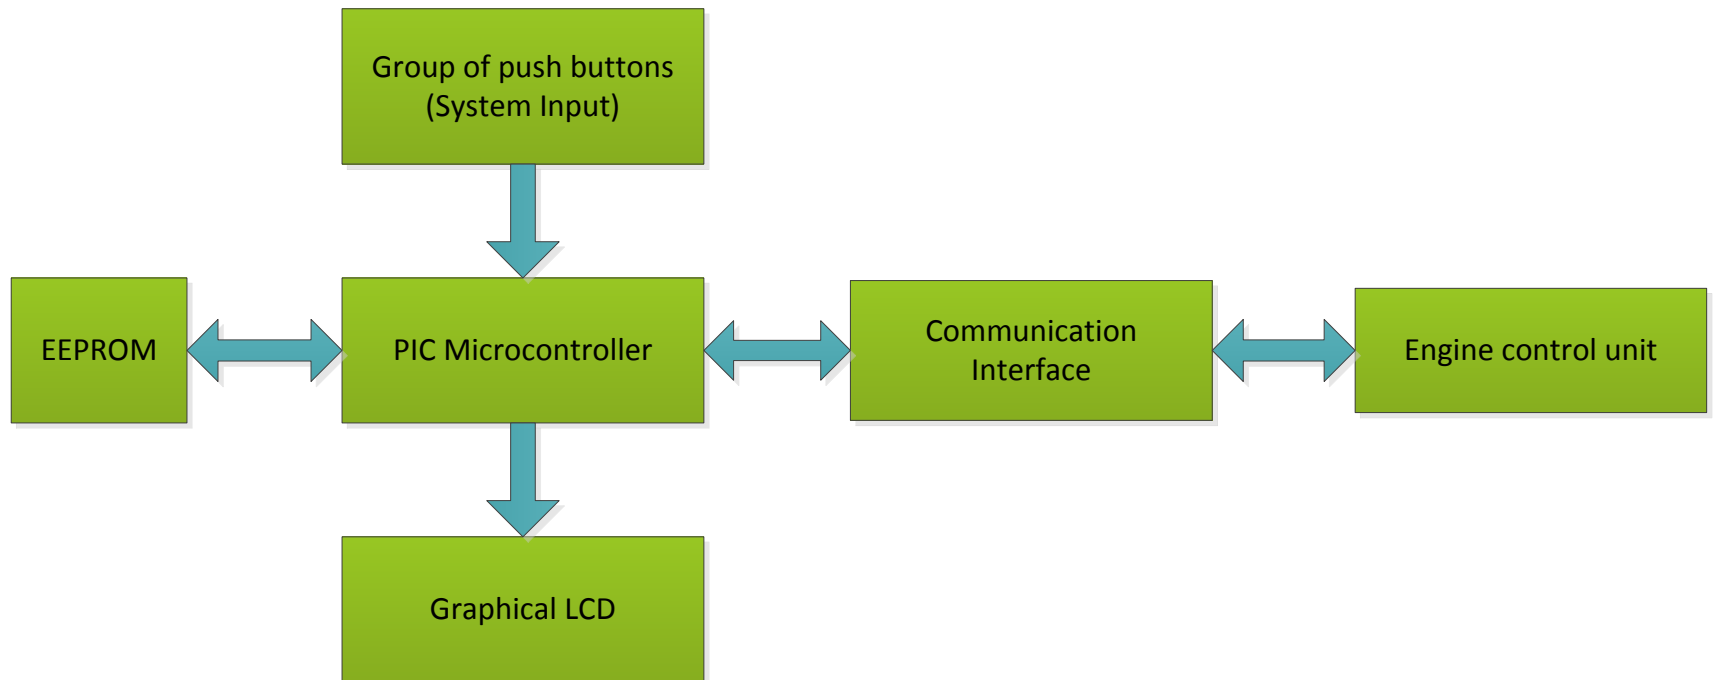 Group of push buttons
(System Input)
EEPROM
PIC Microcontroller
Communication
Interface
Engine control unit
Graphical LCD